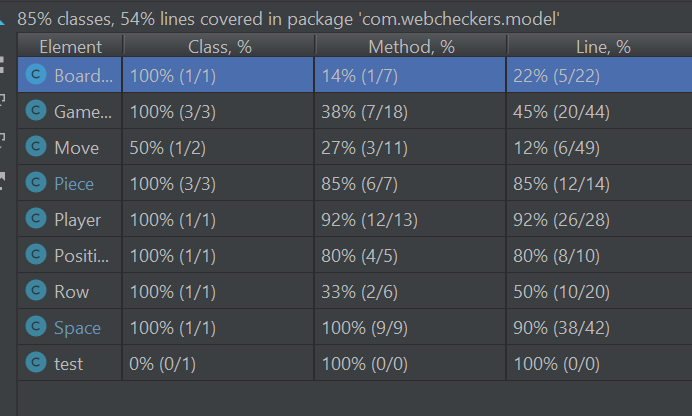 85% classes, 54% lines covered in package 'com.webcheckers.model'
Element Class, % Method, % Line, %
C Board... 100% (1/1) 14% (1/7) 22% (5/22)
C Game... 100% (3/3) 38% (7/18) 45% (20/44)
C Move 50% (1/2) 27% (3/11) 12% (6/49)
C Piece 100% (3/3) 85% (6/7) 85% (12/14)
C Player 100% (1/1) 92% (12/13) 92% (26/28)
C Positi... 100% (1/1) 80% (4/5) 80% (8/10)
C Row 100% (1/1) 33% (2/6) 50% (10/20)
C Space 100% (1/1) 100% (9/9) 90% (38/42)
C test 0% (0/1) 100% (0/0) 100% (0/0)